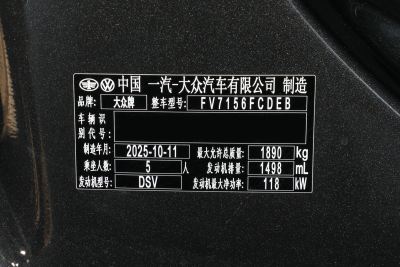 中国 一汽-大众汽车有限公司 制造
品牌 大众牌 整车型号: FV7156FCDEB
车辆识
别代号:
制造年月: 2025-10-11 最大允许总质量: 1890 kg
乘坐人数: 5 人 发动机排量: 1498 mL
发动机型号: DSV 发动机最大净功率: 118 kW